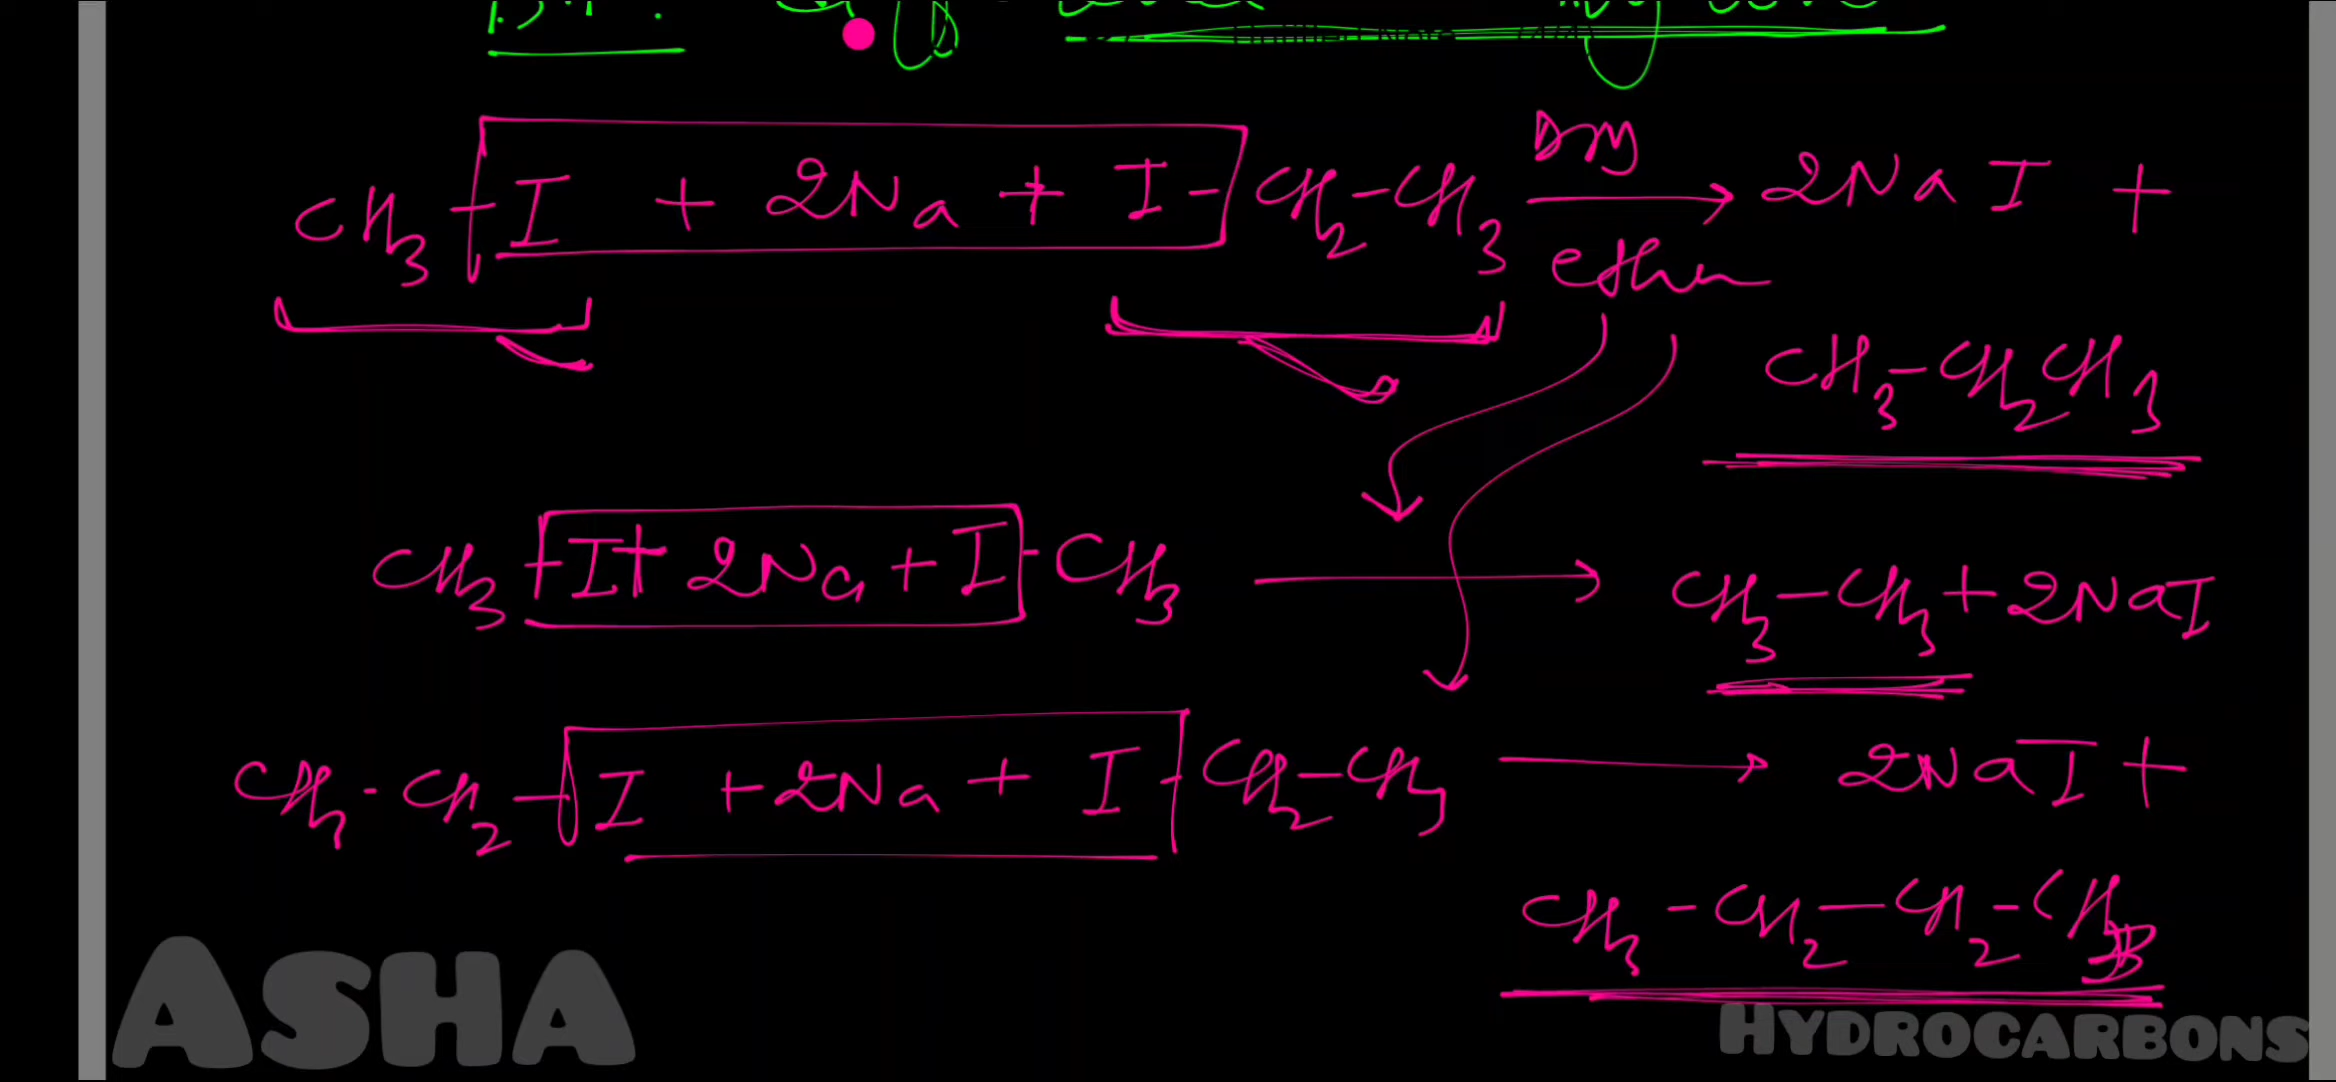 CH3-I + 2Na + I-CH2-CH3 Dry ether → 2NaI +
CH3-CH2CH3
CH3-I + 2Na + I-CH3 → CH3-CH3 + 2NaI
CH3-CH2-I + 2Na + I-CH2-CH3 → 2NaI +
CH3-CH2-CH2-CH3
ASHA
HYDROCARBONS